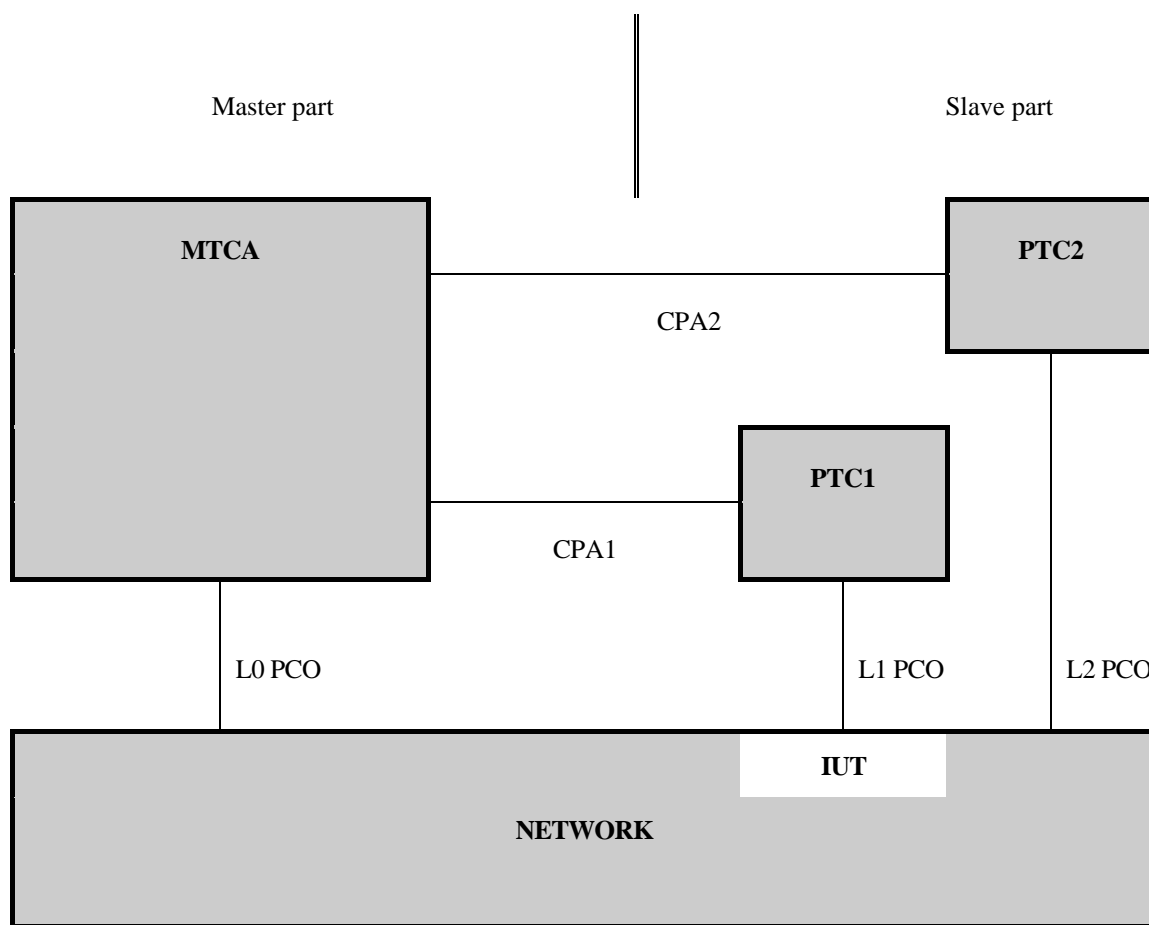 Master part
Slave part
MTCA
PTC2
CPA2
PTC1
CPA1
L0 PCO
L1 PCO
L2 PCO
IUT
NETWORK